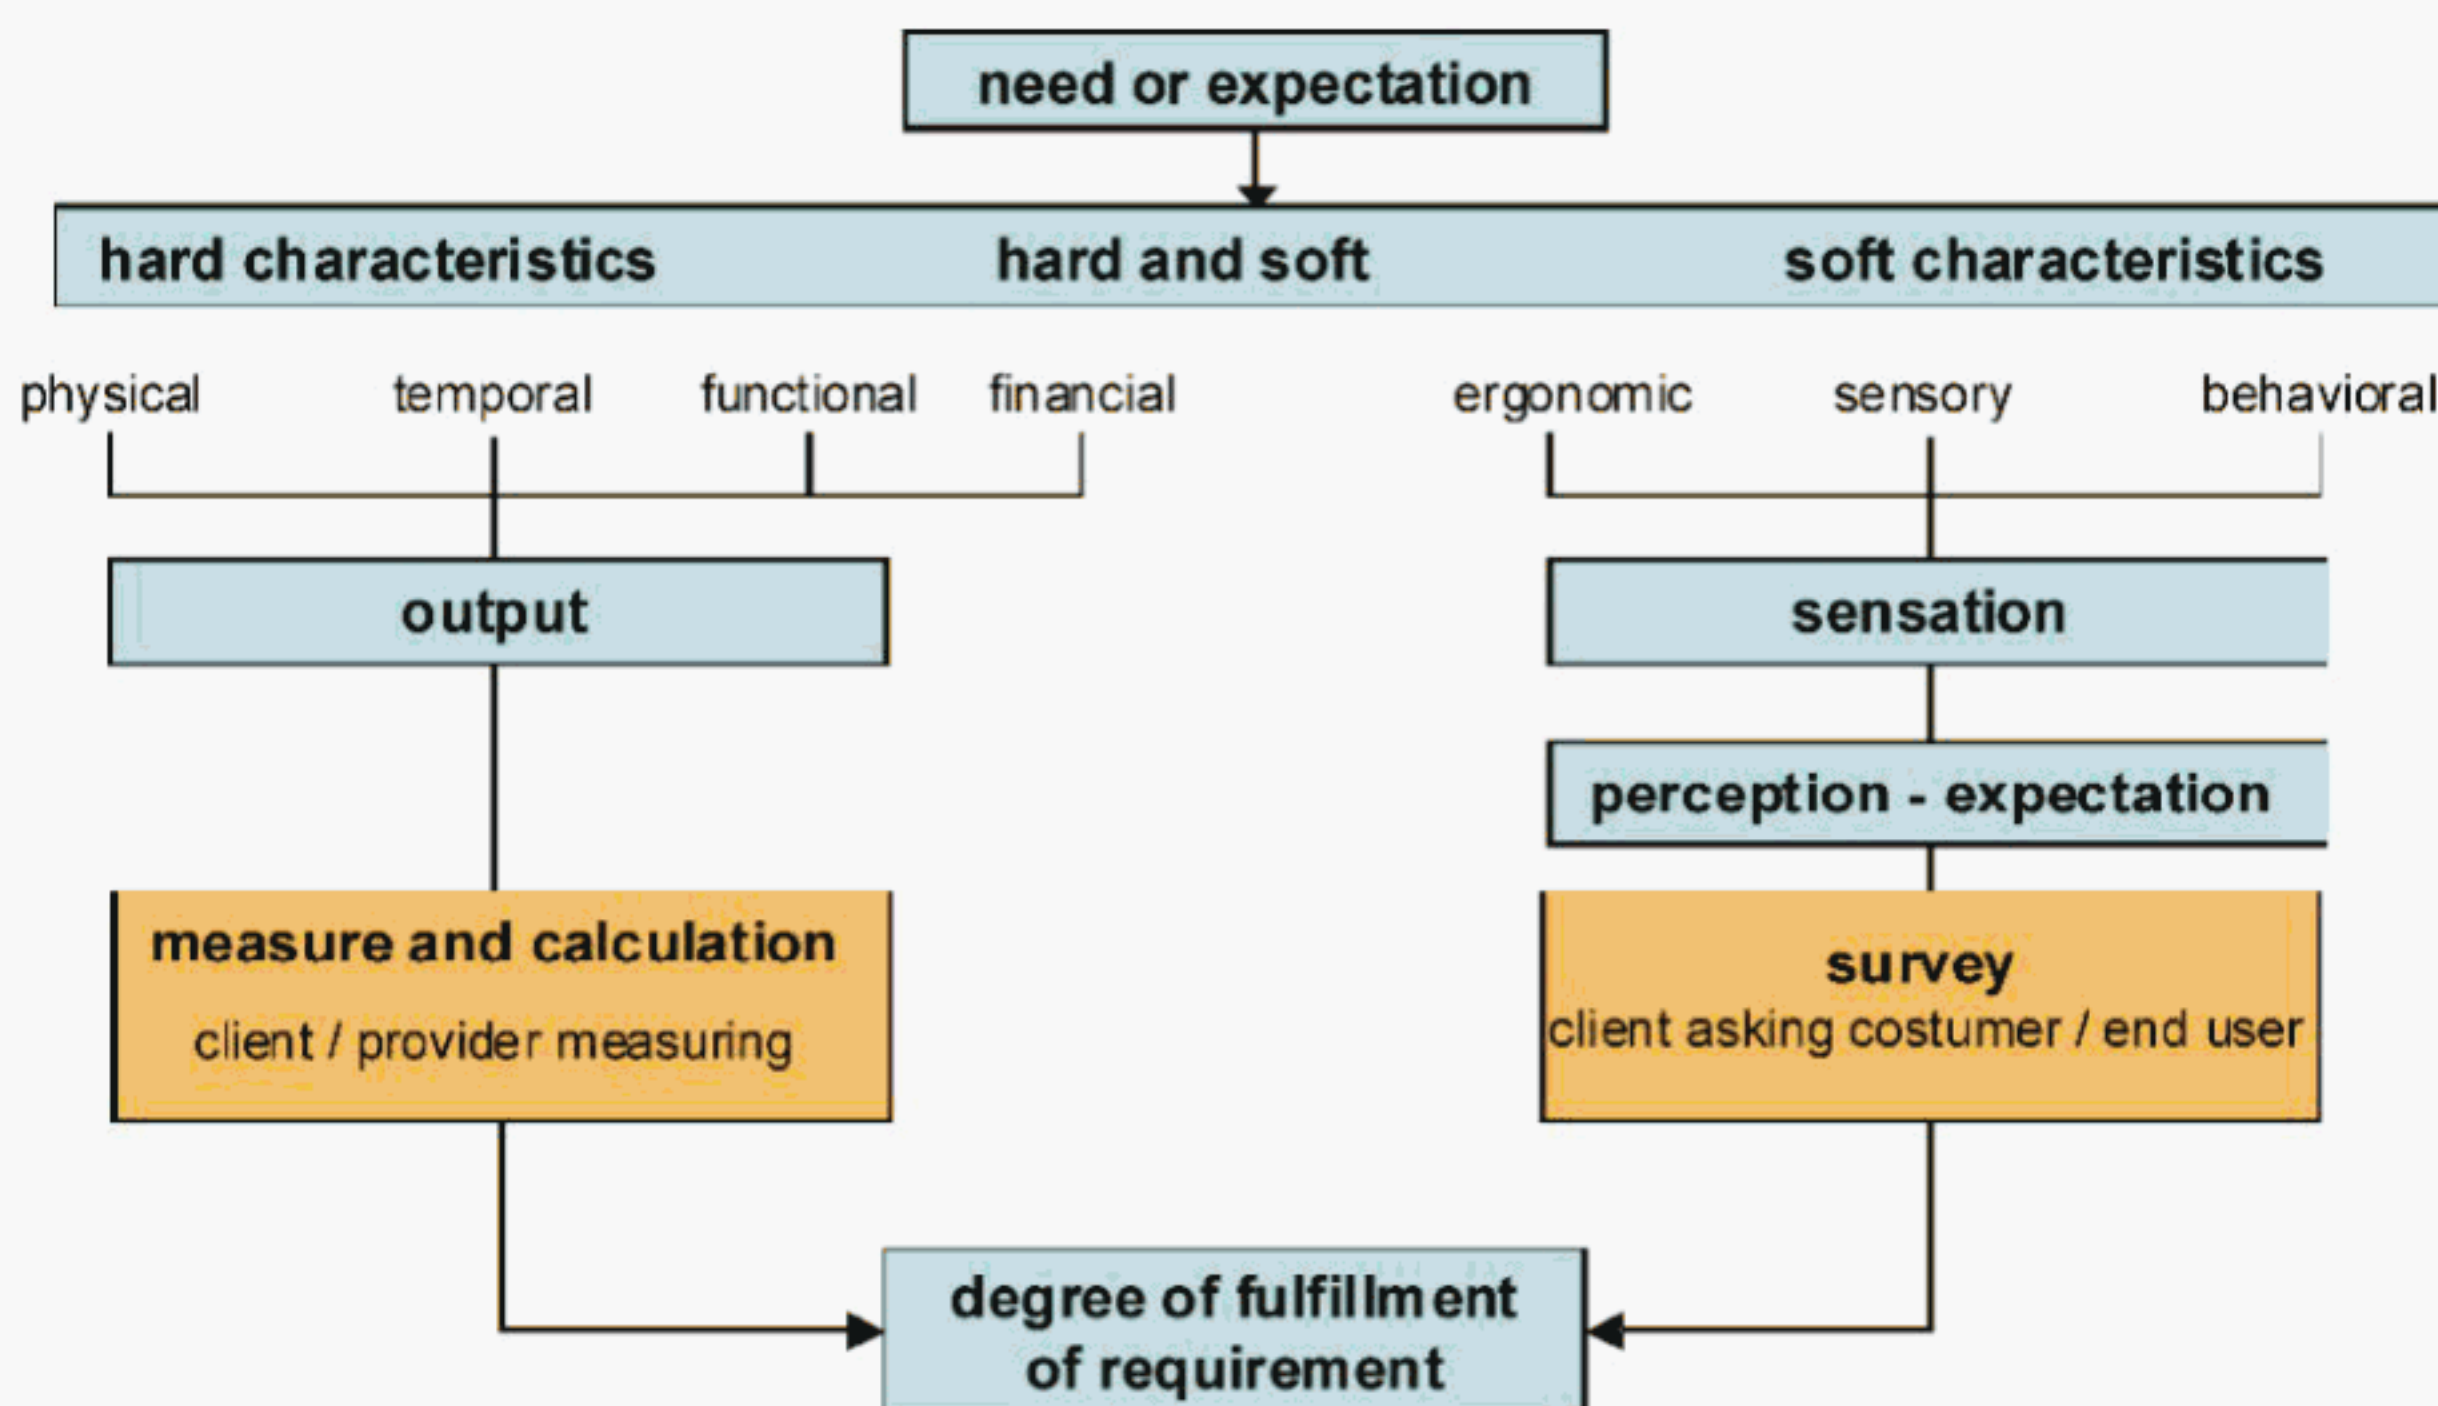 need or expectation
hard characteristics hard and soft soft characteristics
physical temporal functional financial ergonomic sensory behavioral
output sensation
perception - expectation
measure and calculation
client / provider measuring
survey
client asking costumer / end user
degree of fulfillment
of requirement